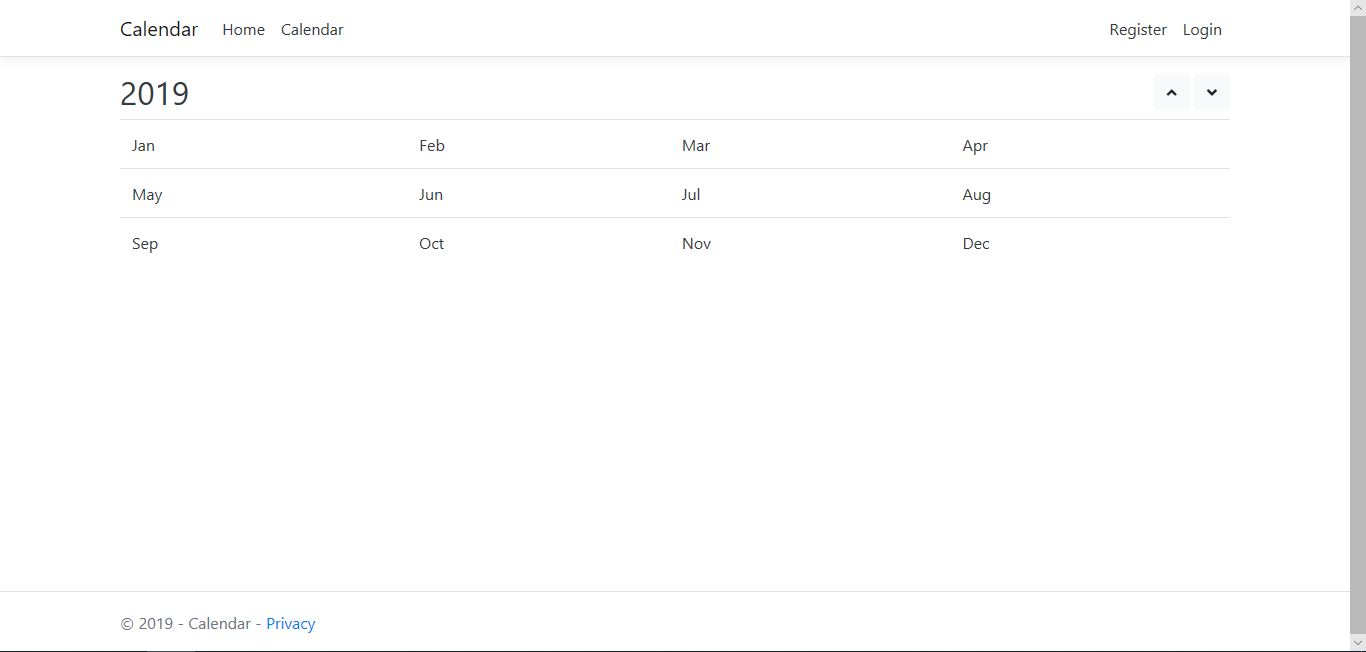 Calendar Home Calendar Register Login
2019
Jan Feb Mar Apr
May Jun Jul Aug
Sep Oct Nov Dec
© 2019 - Calendar - Privacy